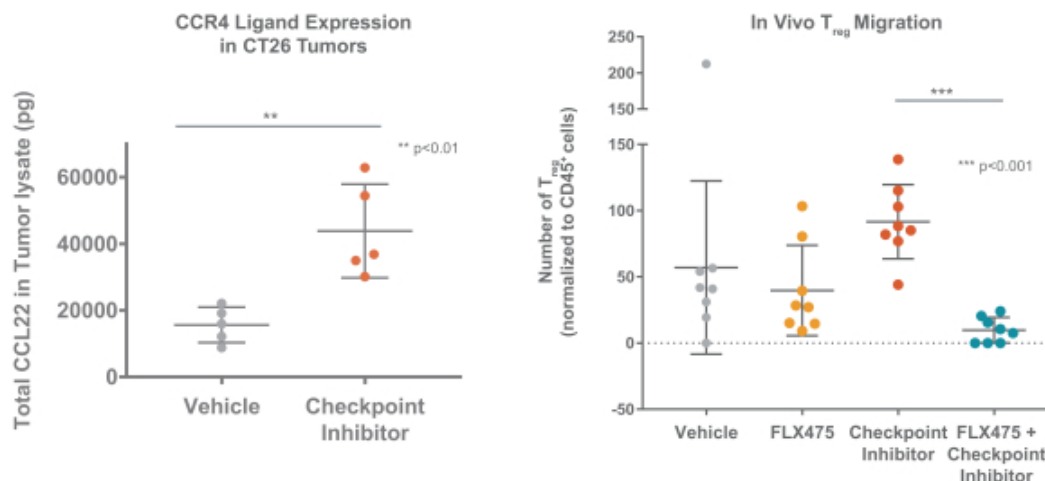 CCR4 Ligand Expression
in CT26 Tumors
Total CCL22 in Tumor lysate (pg)
60000
40000
20000
0
**
** p<0.01
Vehicle
Checkpoint
Inhibitor
In Vivo Treg Migration
Number of Treg
(normalized to CD45+ cells)
250
200
150
150
100
50
0
-50
***
*** p<0.001
Vehicle
FLX475
Checkpoint
Inhibitor
FLX475 +
Checkpoint
Inhibitor